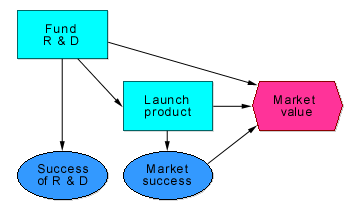 Fund
R & D
Launch
product
Market
value
Success
of R & D
Market
success